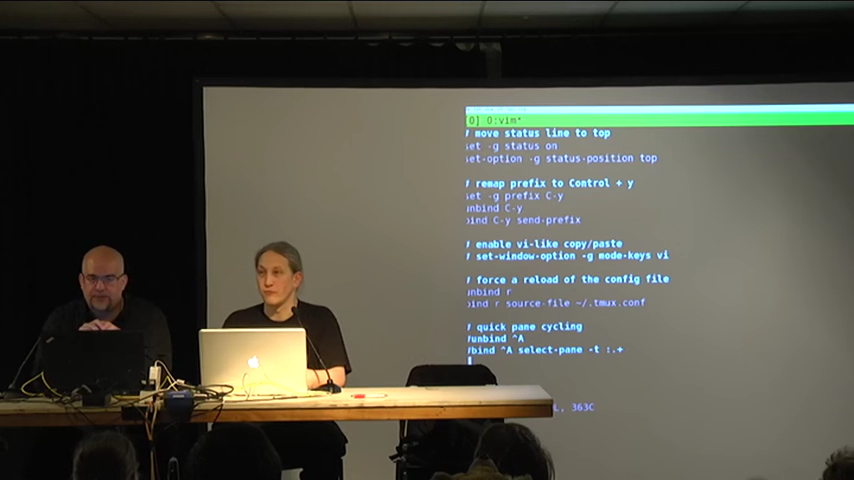 [0] 0:vim*
# move status line to top
set -g status on
set-option -g status-position top
# remap prefix to Control + y
set -g prefix C-y
unbind C-y
bind C-y send-prefix
# enable vi-like copy/paste
# set-window-option -g mode-keys vi
# force a reload of the config file
unbind r
bind r source-file ~/.tmux.conf
# quick pane cycling
#unbind ^A
#bind ^A select-pane -t :.+
L, 363C